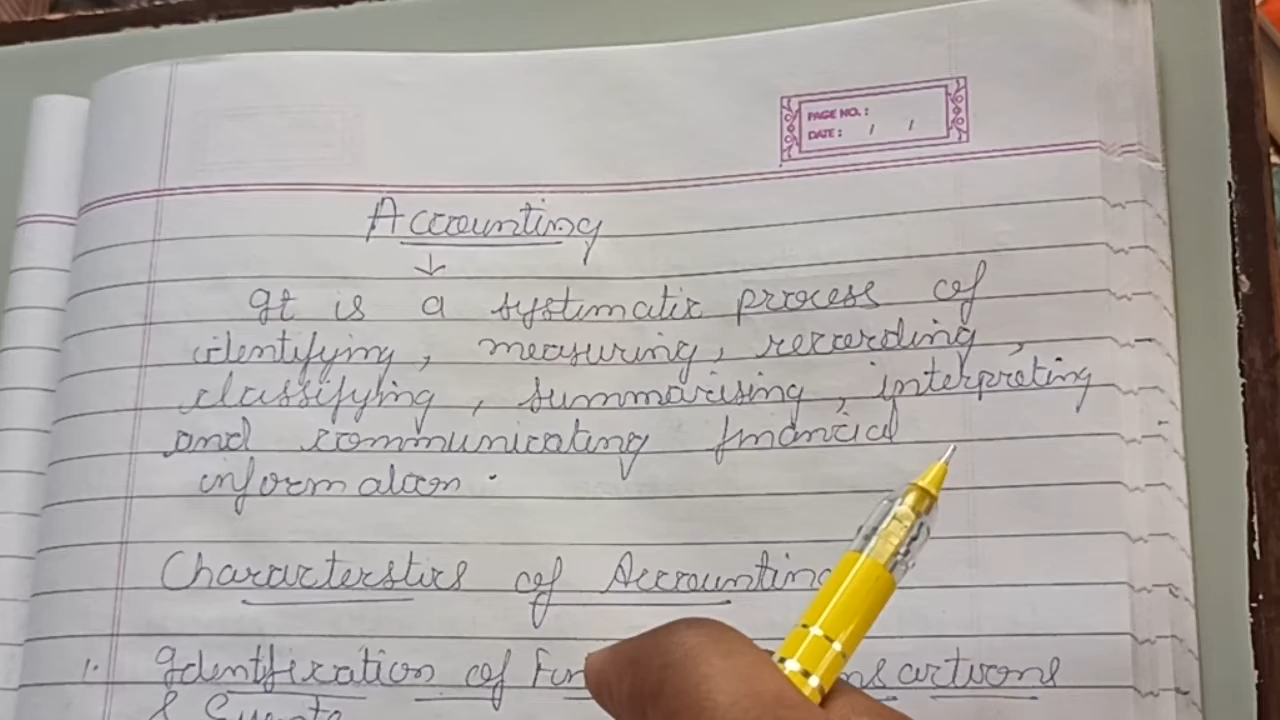 PAGE NO. :
DATE : / /
Accounting
↓
It is a systematic process of
identifying, measuring, recording,
classifying, summarising, interpreting
and communicating financial
information.
Characterstics of Accounting
1. Identification of
& Events